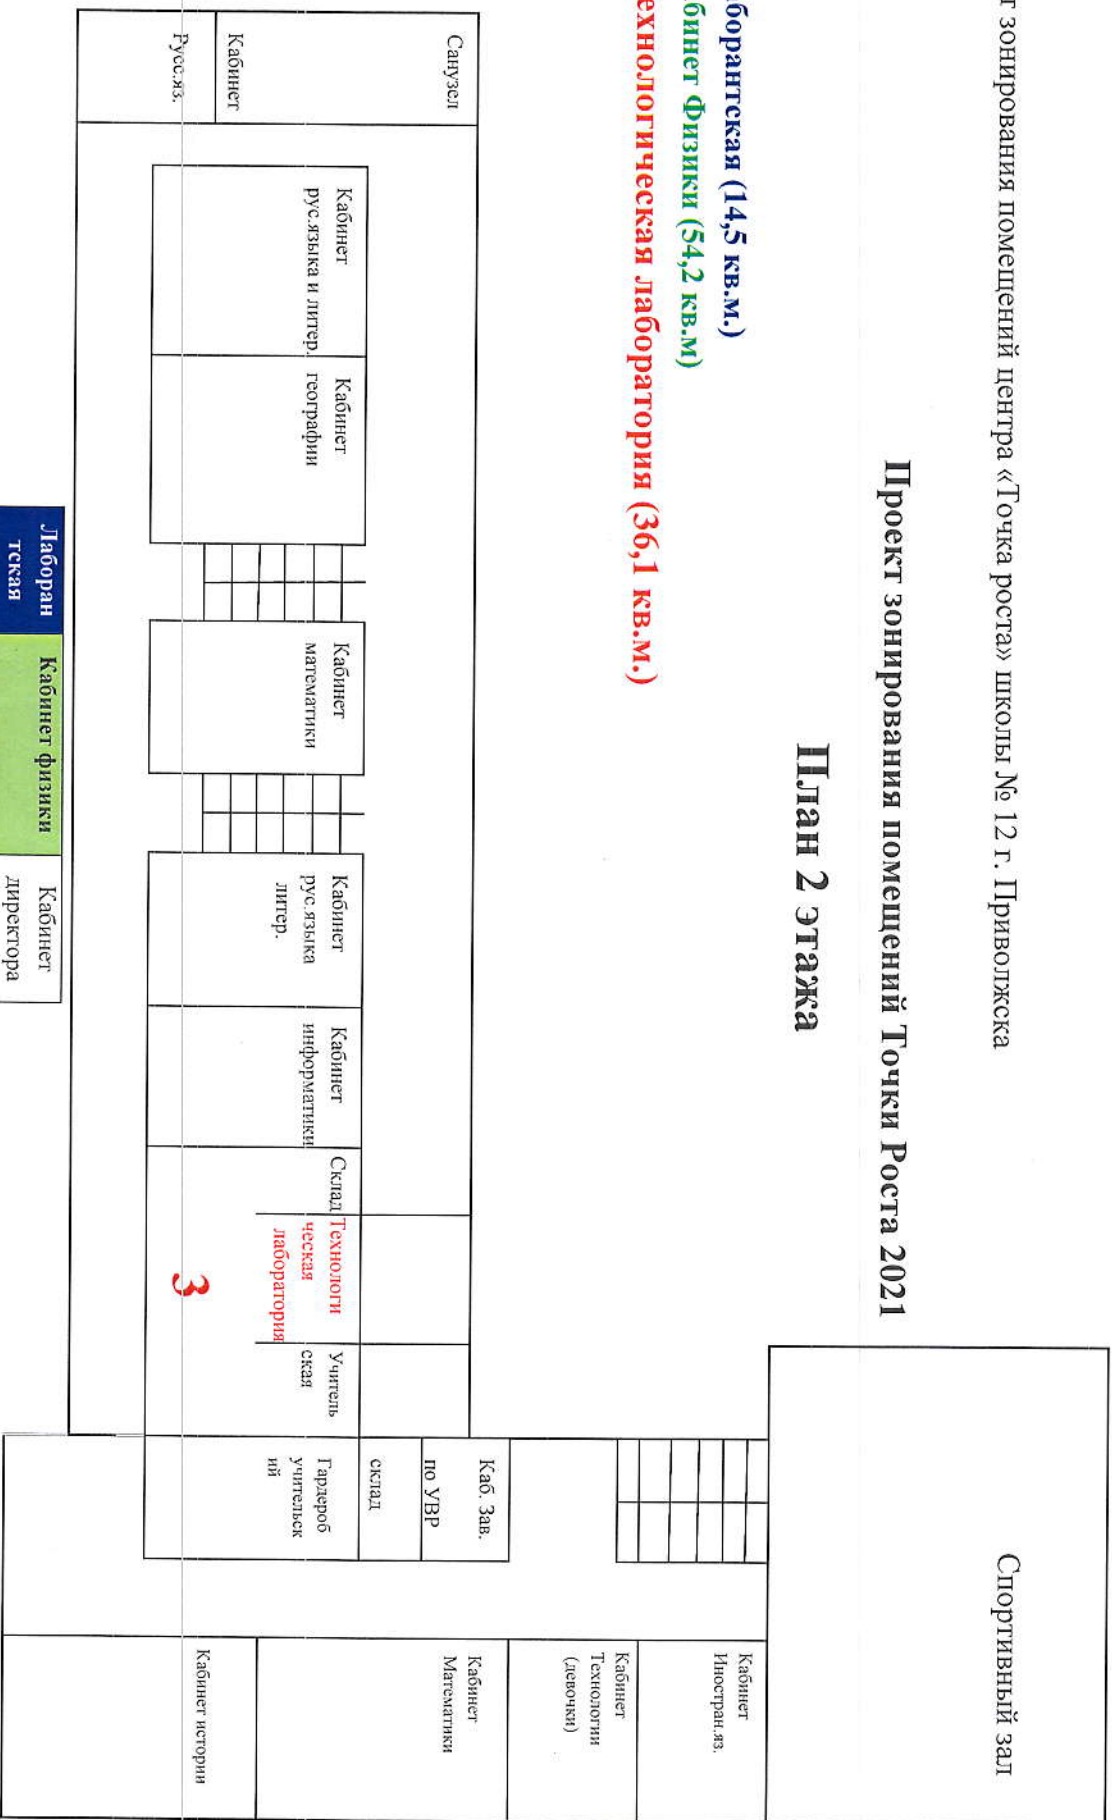 т зонирования помещений центра «Точка роста» школы № 12 г. Приволжска
Проект зонирования помещений Точки Роста 2021
План 2 этажа
борантская (14,5 кв.м.)
бинет Физики (54,2 кв.м)
ехнологическая лаборатория (36,1 кв.м.)
Спортивный зал
Санузел
Кабинет
Русс.яз.
Кабинет
рус.языка и литер.
Кабинет
географии
Кабинет
математики
Кабинет
рус.языка
литер.
Кабинет
информатики
Склад
Технологи
ческая
лаборатория
3
Учитель
ская
Каб. Зав.
по УВР
склад
Гардероб
учительск
ий
Кабинет
Иностран.яз.
Кабинет
Технологии
(девочки)
Кабинет
Математики
Кабинет истории
Лаборан
тская
Кабинет физики
Кабинет
директора